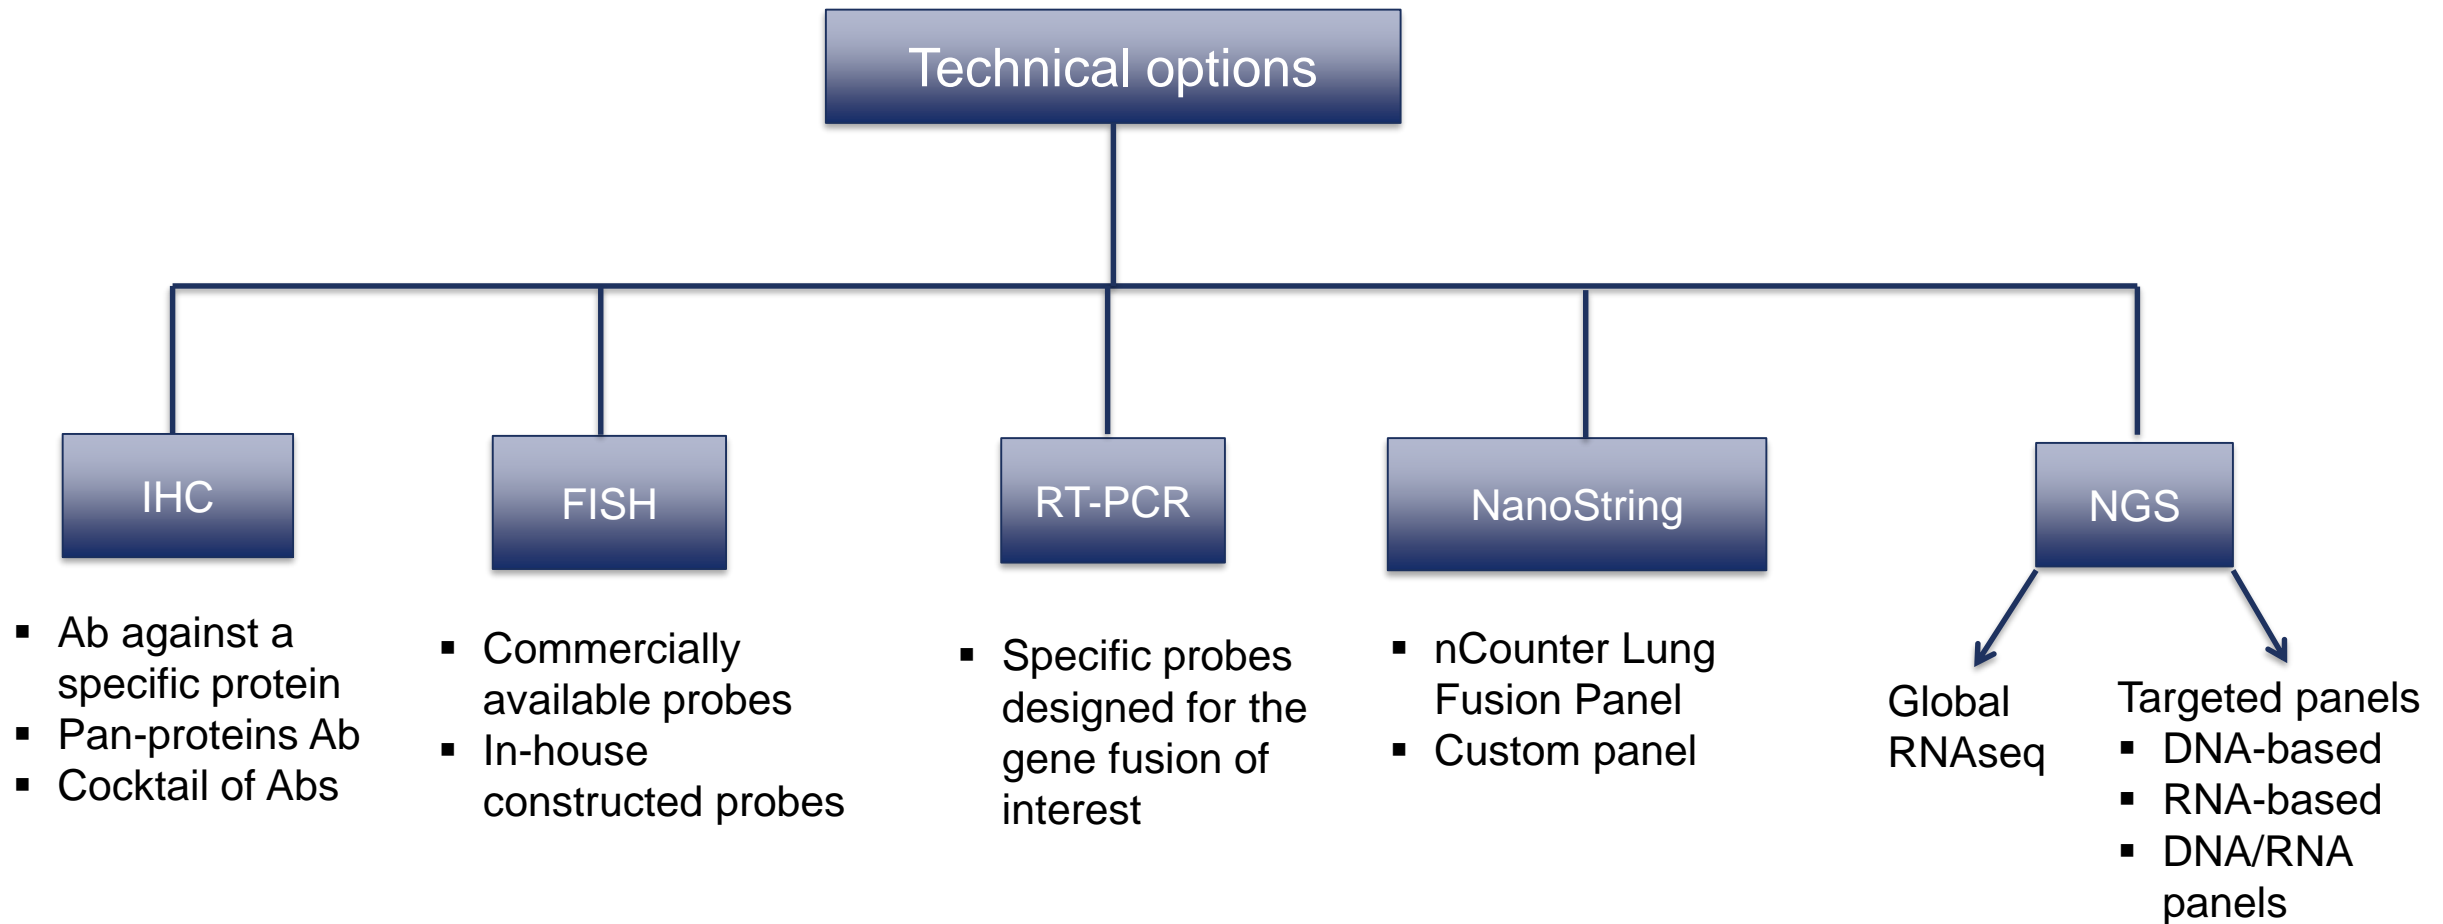 Technical options
IHC
FISH
RT-PCR
NanoString
NGS
▪ Ab against a
specific protein
▪ Pan-proteins Ab
▪ Cocktail of Abs
▪ Commercially
available probes
▪ In-house
constructed probes
▪ Specific probes
designed for the
gene fusion of
interest
▪ nCounter Lung
Fusion Panel
▪ Custom panel
Global
RNAseq
Targeted panels
▪ DNA-based
▪ RNA-based
▪ DNA/RNA
panels